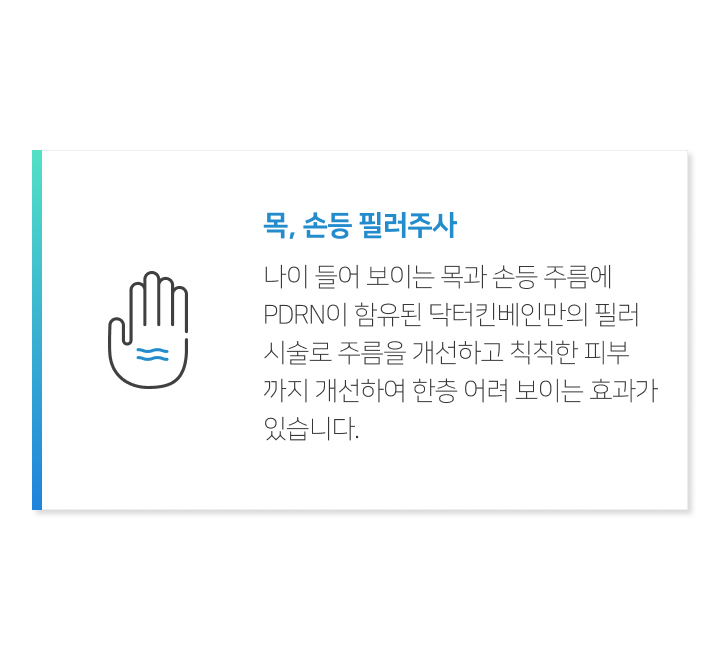 목, 손등 필러주사
나이 들어 보이는 목과 손등 주름에
PDRN이 함유된 닥터킨베인만의 필러
시술로 주름을 개선하고 칙칙한 피부
까지 개선하여 한층 어려 보이는 효과가
있습니다.